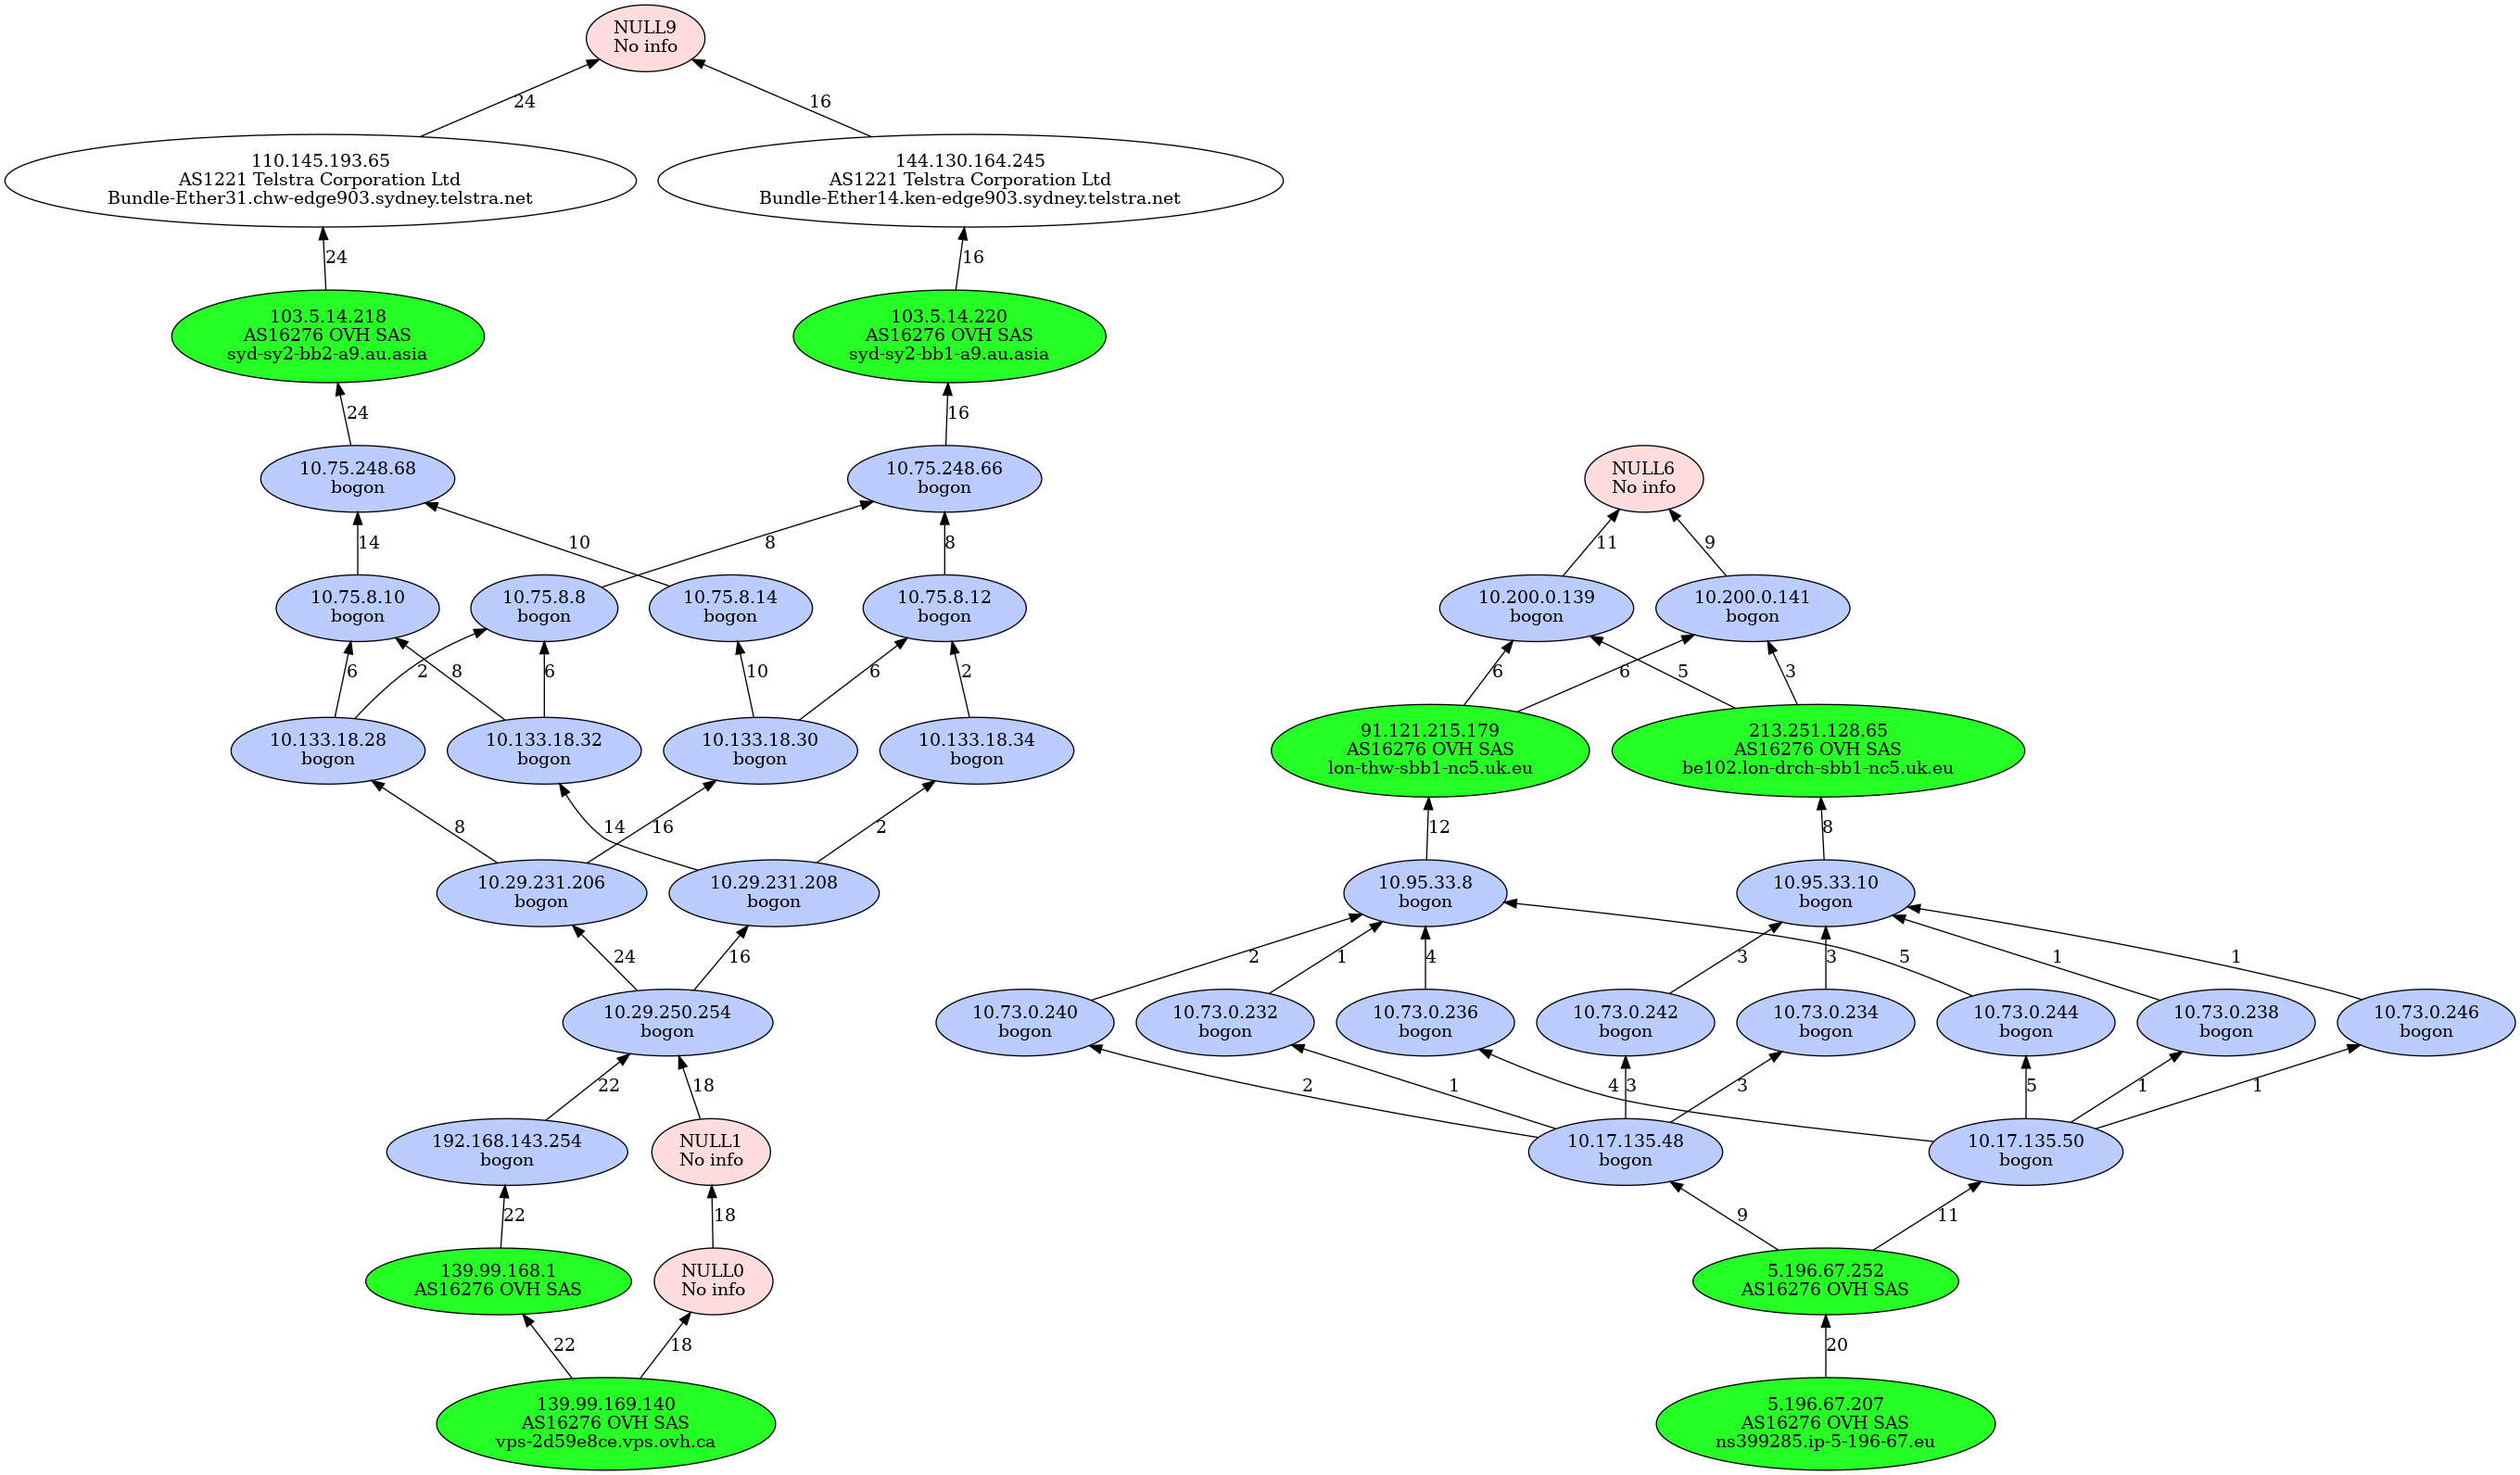 NULL9
No info
24
16
110.145.193.65
AS1221 Telstra Corporation Ltd
Bundle-Ether31.chw-edge903.sydney.telstra.net
144.130.164.245
AS1221 Telstra Corporation Ltd
Bundle-Ether14.ken-edge903.sydney.telstra.net
24
16
103.5.14.218
AS16276 OVH SAS
syd-sy2-bb2-a9.au.asia
103.5.14.220
AS16276 OVH SAS
syd-sy2-bb1-a9.au.asia
24
16
10.75.248.68
bogon
10.75.248.66
bogon
NULL6
No info
14
10
8
8
11
9
10.75.8.10
bogon
10.75.8.8
bogon
10.75.8.14
bogon
10.75.8.12
bogon
10.200.0.139
bogon
10.200.0.141
bogon
6
2
8
6
10
6
2
6
6
5
3
10.133.18.28
bogon
10.133.18.32
bogon
10.133.18.30
bogon
10.133.18.34
bogon
91.121.215.179
AS16276 OVH SAS
lon-thw-sbb1-nc5.uk.eu
213.251.128.65
AS16276 OVH SAS
be102.lon-drch-sbb1-nc5.uk.eu
8
14
16
2
12
8
10.29.231.206
bogon
10.29.231.208
bogon
10.95.33.8
bogon
10.95.33.10
bogon
24
16
2
1
4
3
3
5
1
1
10.29.250.254
bogon
10.73.0.240
bogon
10.73.0.232
bogon
10.73.0.236
bogon
10.73.0.242
bogon
10.73.0.234
bogon
10.73.0.244
bogon
10.73.0.238
bogon
10.73.0.246
bogon
22
18
2
1
4
3
3
5
1
1
192.168.143.254
bogon
NULL1
No info
10.17.135.48
bogon
10.17.135.50
bogon
22
18
9
11
139.99.168.1
AS16276 OVH SAS
NULL0
No info
5.196.67.252
AS16276 OVH SAS
22
18
20
139.99.169.140
AS16276 OVH SAS
vps-2d59e8ce.vps.ovh.ca
5.196.67.207
AS16276 OVH SAS
ns399285.ip-5-196-67.eu